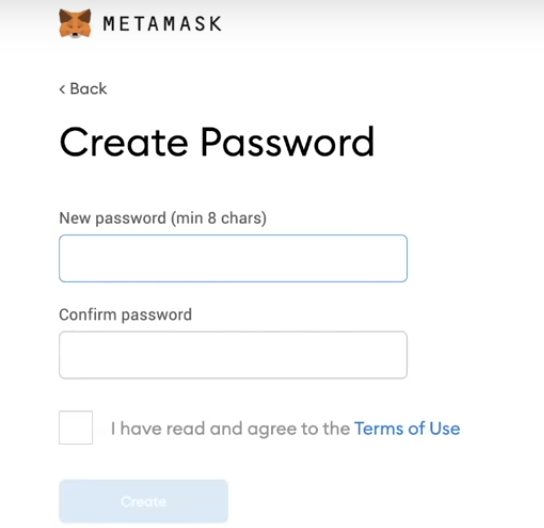 METAMASK
< Back
Create Password
New password (min 8 chars)
Confirm password
I have read and agree to the Terms of Use
Create